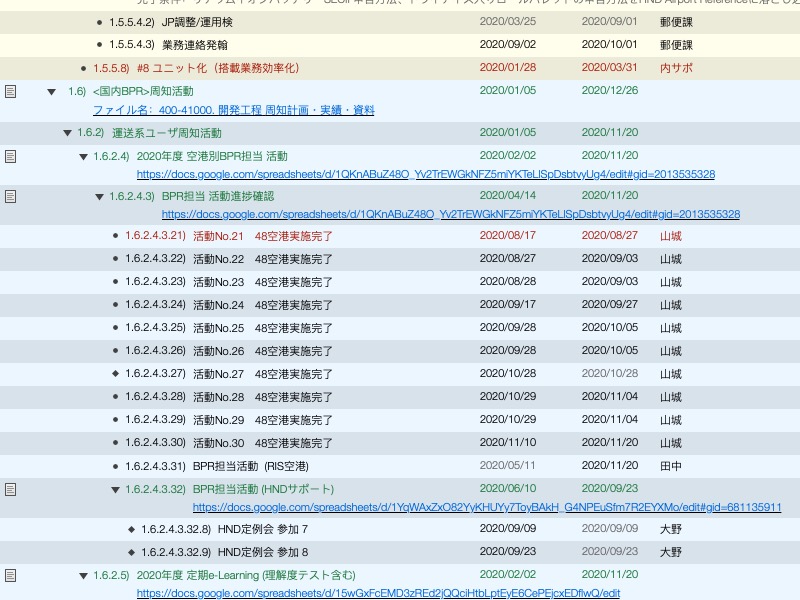 1.5.5.4.2) JP調整/運用検 2020/03/25 2020/09/01 郵便課
1.5.5.4.3) 業務連絡発翰 2020/09/02 2020/10/01 郵便課
1.5.5.8) #8 ユニット化（搭載業務効率化） 2020/01/28 2020/03/31 内サポ
1.6) <国内BPR>周知活動 2020/01/05 2020/12/26
ファイル名： 400-41000. 開発工程 周知計画・実績・資料
1.6.2) 運送系ユーザ周知活動 2020/01/05 2020/11/20
1.6.2.4) 2020年度 空港別BPR担当 活動 2020/02/02 2020/11/20
https://docs.google.com/spreadsheets/d/1QKnABuZ48O_Yv2TrEWGkNFZ5miYKTeLlSpDsbtvyUg4/edit#gid=2013535328
1.6.2.4.3) BPR担当 活動進捗確認 2020/04/14 2020/11/20
https://docs.google.com/spreadsheets/d/1QKnABuZ48O_Yv2TrEWGkNFZ5miYKTeLlSpDsbtvyUg4/edit#gid=2013535328
1.6.2.4.3.21) 活動No.21 48空港実施完了 2020/08/17 2020/08/27 山城
1.6.2.4.3.22) 活動No.22 48空港実施完了 2020/08/27 2020/09/03 山城
1.6.2.4.3.23) 活動No.23 48空港実施完了 2020/08/28 2020/09/03 山城
1.6.2.4.3.24) 活動No.24 48空港実施完了 2020/09/17 2020/09/27 山城
1.6.2.4.3.25) 活動No.25 48空港実施完了 2020/09/28 2020/10/05 山城
1.6.2.4.3.26) 活動No.26 48空港実施完了 2020/09/28 2020/10/05 山城
1.6.2.4.3.27) 活動No.27 48空港実施完了 2020/10/28 2020/10/28 山城
1.6.2.4.3.28) 活動No.28 48空港実施完了 2020/10/29 2020/11/04 山城
1.6.2.4.3.29) 活動No.29 48空港実施完了 2020/10/29 2020/11/04 山城
1.6.2.4.3.30) 活動No.30 48空港実施完了 2020/11/10 2020/11/20 山城
1.6.2.4.3.31) BPR担当活動 (RIS空港) 2020/05/11 2020/11/20 田中
1.6.2.4.3.32) BPR担当活動 (HNDサポート) 2020/06/10 2020/09/23
https://docs.google.com/spreadsheets/d/1YqWAxZxO82YyKHUYy7ToyBAkH_G4NPEuSfm7R2EYXMo/edit#gid=681135911
1.6.2.4.3.32.8) HND定例会 参加 7 2020/09/09 2020/09/09 大野
1.6.2.4.3.32.9) HND定例会 参加 8 2020/09/23 2020/09/23 大野
1.6.2.5) 2020年度 定期e-Learning (理解度テスト含む) 2020/02/02 2020/11/20
https://docs.google.com/spreadsheets/d/15wGxFcEMD3zREd2jQQciHtbLptEyE6CePEjcxEDflwQ/edit